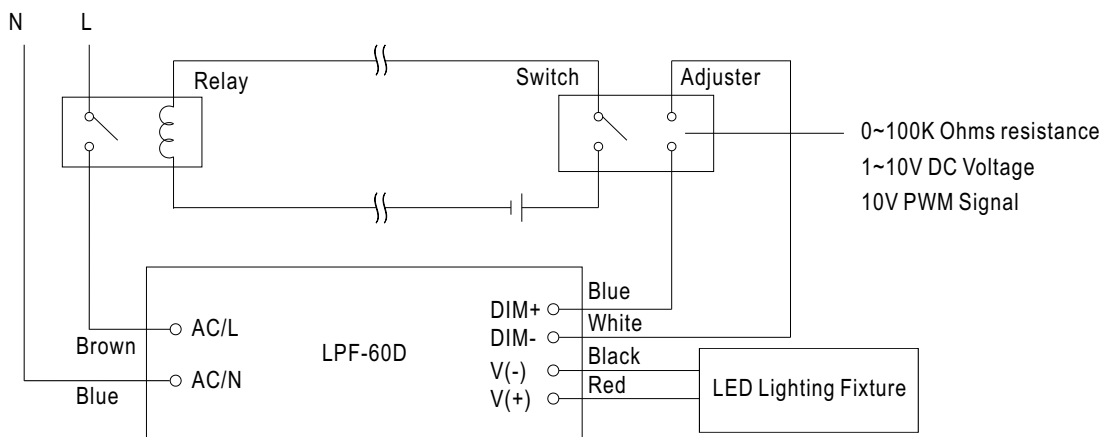 N L
Relay
Switch
Adjuster
0~100K Ohms resistance
1~10V DC Voltage
10V PWM Signal
AC/L
Brown
AC/N
Blue
LPF-60D
DIM+
Blue
DIM-
White
V(-)
Black
V(+)
Red
LED Lighting Fixture